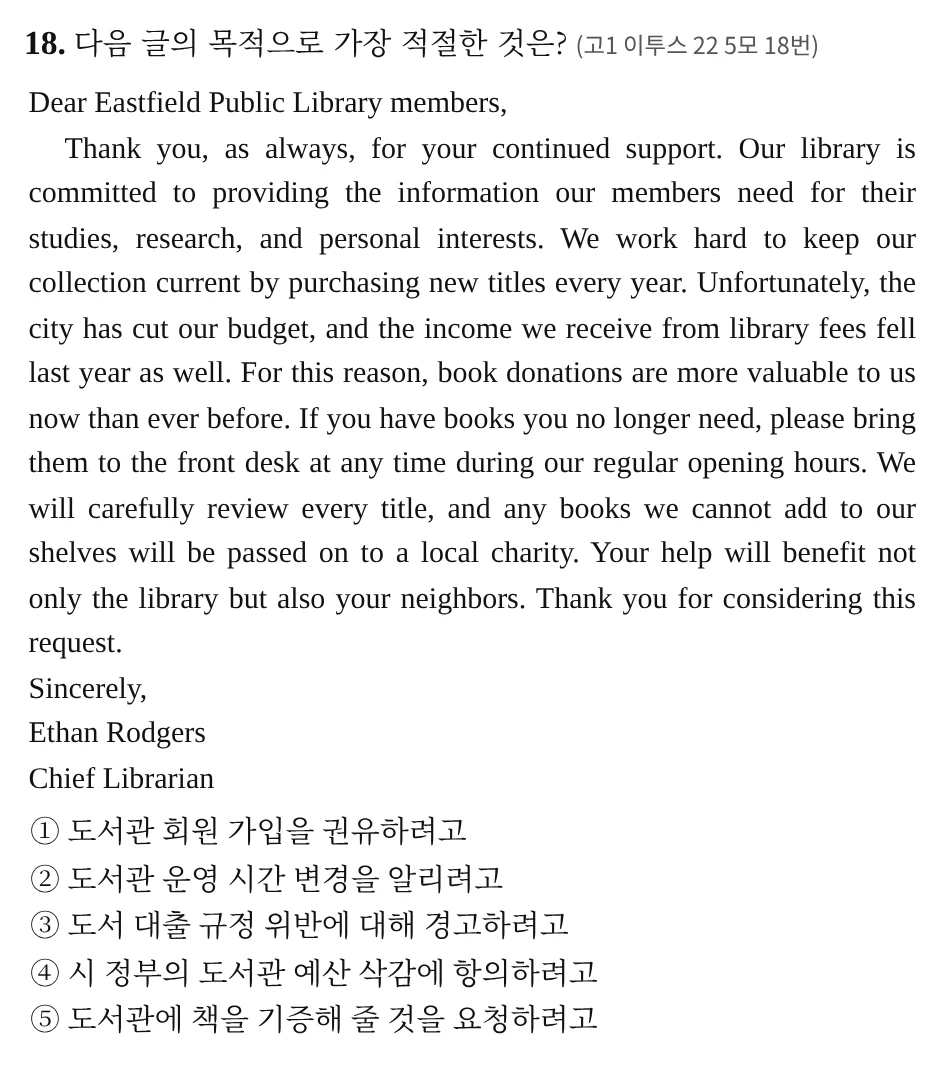 18. 다음 글의 목적으로 가장 적절한 것은? (고1 이투스 22 5모 18번)
Dear Eastfield Public Library members,
Thank you, as always, for your continued support. Our library is
committed to providing the information our members need for their
studies, research, and personal interests. We work hard to keep our
collection current by purchasing new titles every year. Unfortunately, the
city has cut our budget, and the income we receive from library fees fell
last year as well. For this reason, book donations are more valuable to us
now than ever before. If you have books you no longer need, please bring
them to the front desk at any time during our regular opening hours. We
will carefully review every title, and any books we cannot add to our
shelves will be passed on to a local charity. Your help will benefit not
only the library but also your neighbors. Thank you for considering this
request.
Sincerely,
Ethan Rodgers
Chief Librarian
① 도서관 회원 가입을 권유하려고
② 도서관 운영 시간 변경을 알리려고
③ 도서 대출 규정 위반에 대해 경고하려고
④ 시 정부의 도서관 예산 삭감에 항의하려고
⑤ 도서관에 책을 기증해 줄 것을 요청하려고